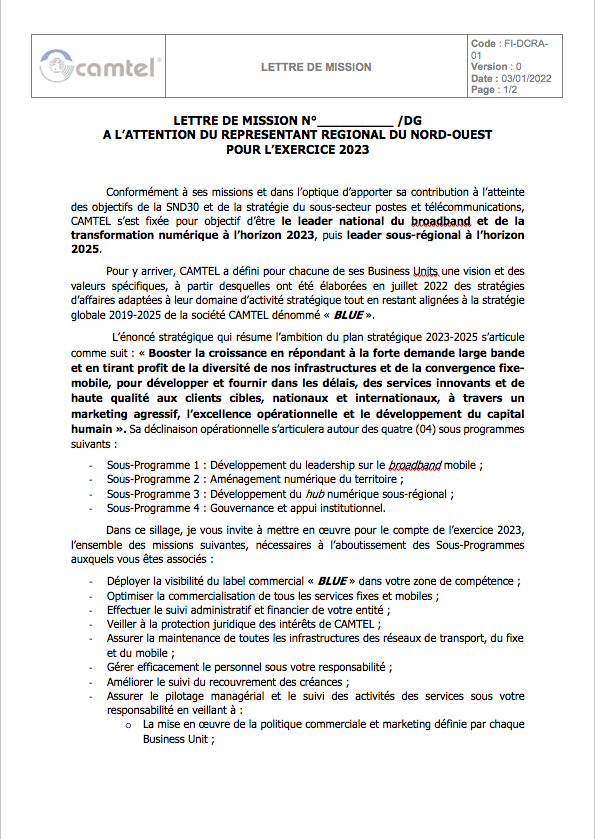 camtel
LETTRE DE MISSION
Code : FI-DCRA-
01
Version : 0
Date : 03/01/2022
Page : 1/2
LETTRE DE MISSION N°__________ /DG
A L’ATTENTION DU REPRESENTANT REGIONAL DU NORD-OUEST
POUR L’EXERCICE 2023
Conformément à ses missions et dans l’optique d’apporter sa contribution à l’atteinte
des objectifs de la SND30 et de la stratégie du sous-secteur postes et télécommunications,
CAMTEL s’est fixée pour objectif d’être le leader national du broadband et de la
transformation numérique à l’horizon 2023, puis leader sous-régional à l’horizon
2025.
Pour y arriver, CAMTEL a défini pour chacune de ses Business Units une vision et des
valeurs spécifiques, à partir desquelles ont été élaborées en juillet 2022 des stratégies
d’affaires adaptées à leur domaine d’activité stratégique tout en restant alignées à la stratégie
globale 2019-2025 de la société CAMTEL dénommé « BLUE ».
L’énoncé stratégique qui résume l’ambition du plan stratégique 2023-2025 s’articule
comme suit : « Booster la croissance en répondant à la forte demande large bande
et en tirant profit de la diversité de nos infrastructures et de la convergence fixe-
mobile, pour développer et fournir dans les délais, des services innovants et de
haute qualité aux clients cibles, nationaux et internationaux, à travers un
marketing agressif, l’excellence opérationnelle et le développement du capital
humain ». Sa déclinaison opérationnelle s’articulera autour des quatre (04) sous programmes
suivants :
- Sous-Programme 1 : Développement du leadership sur le broadband mobile ;
- Sous-Programme 2 : Aménagement numérique du territoire ;
- Sous-Programme 3 : Développement du hub numérique sous-régional ;
- Sous-Programme 4 : Gouvernance et appui institutionnel.
Dans ce sillage, je vous invite à mettre en œuvre pour le compte de l’exercice 2023,
l’ensemble des missions suivantes, nécessaires à l’aboutissement des Sous-Programmes
auxquels vous êtes associés :
- Déployer la visibilité du label commercial « BLUE » dans votre zone de compétence ;
- Optimiser la commercialisation de tous les services fixes et mobiles ;
- Effectuer le suivi administratif et financier de votre entité ;
- Veiller à la protection juridique des intérêts de CAMTEL ;
- Assurer la maintenance de toutes les infrastructures des réseaux de transport, du fixe
et du mobile ;
- Gérer efficacement le personnel sous votre responsabilité ;
- Améliorer le suivi du recouvrement des créances ;
- Assurer le pilotage managérial et le suivi des activités des services sous votre
responsabilité en veillant à :
o La mise en œuvre de la politique commerciale et marketing définie par chaque
Business Unit ;